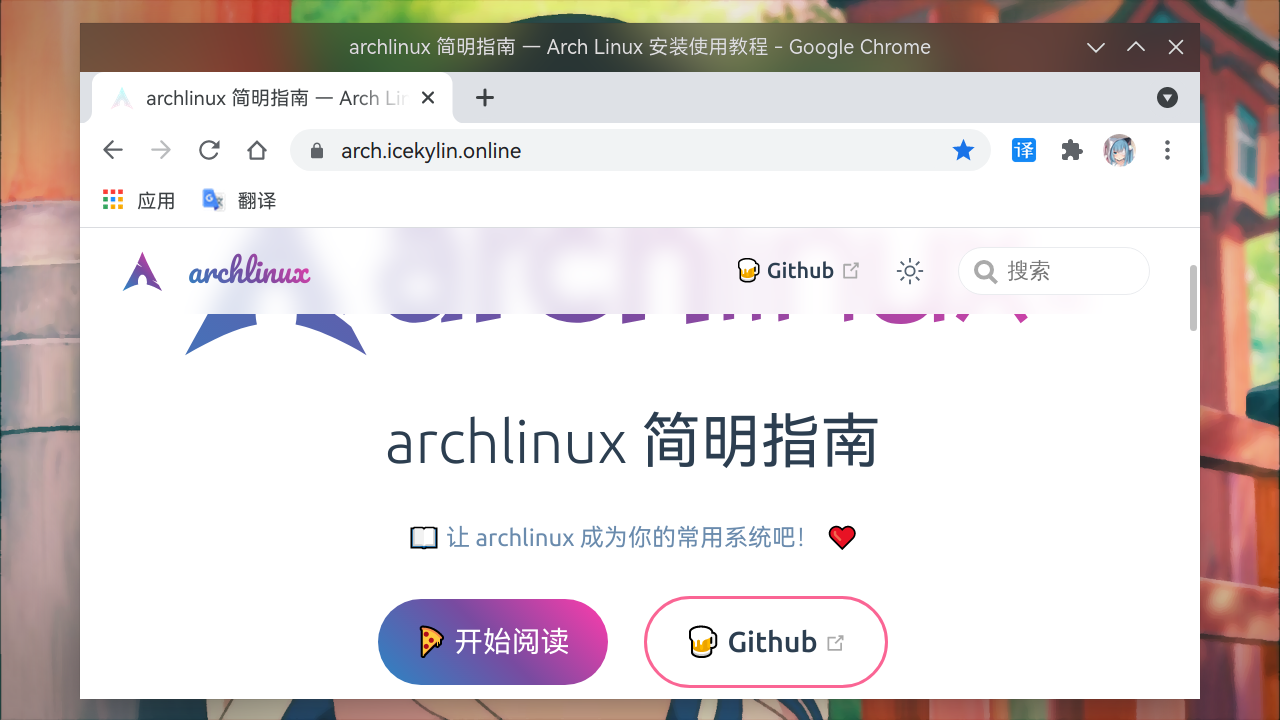 archlinux 简明指南 — Arch Linux 安装使用教程 - Google Chrome
archlinux 简明指南 — Arch Lin
arch.icekylin.online
译
应用
翻译
archlinux
Github
搜索
archlinux
archlinux 简明指南
让 archlinux 成为你的常用系统吧!
开始阅读
Github